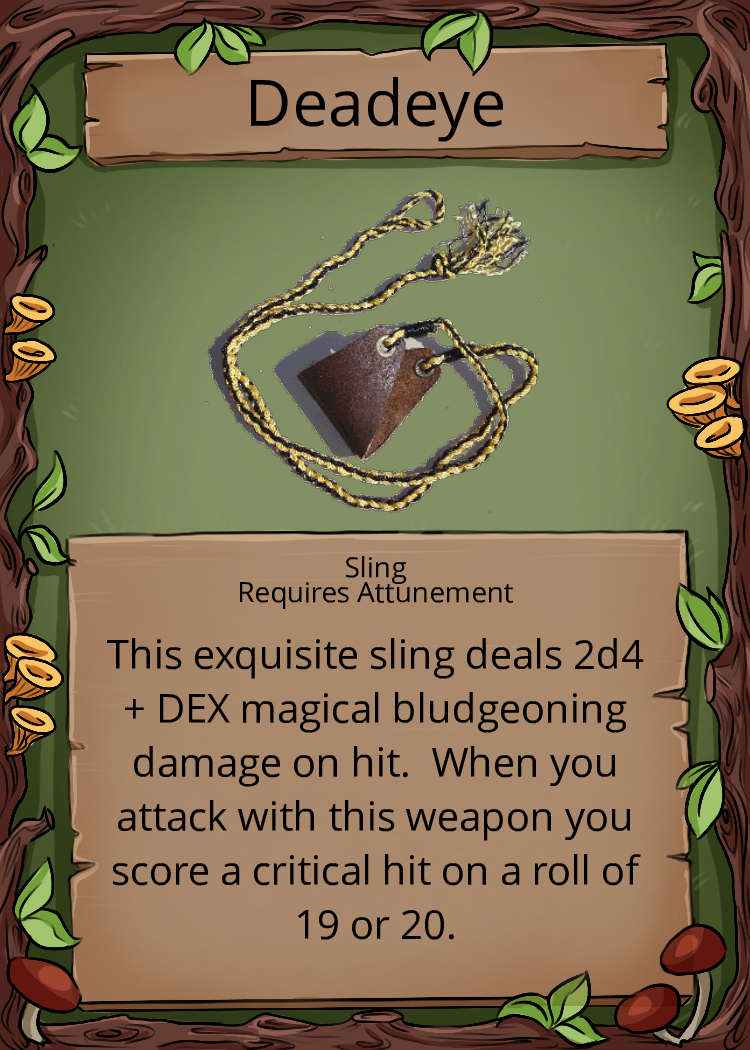 Deadeye
Sling
Requires Attunement
This exquisite sling deals 2d4
+ DEX magical bludgeoning
damage on hit.  When you
attack with this weapon you
score a critical hit on a roll of
19 or 20.